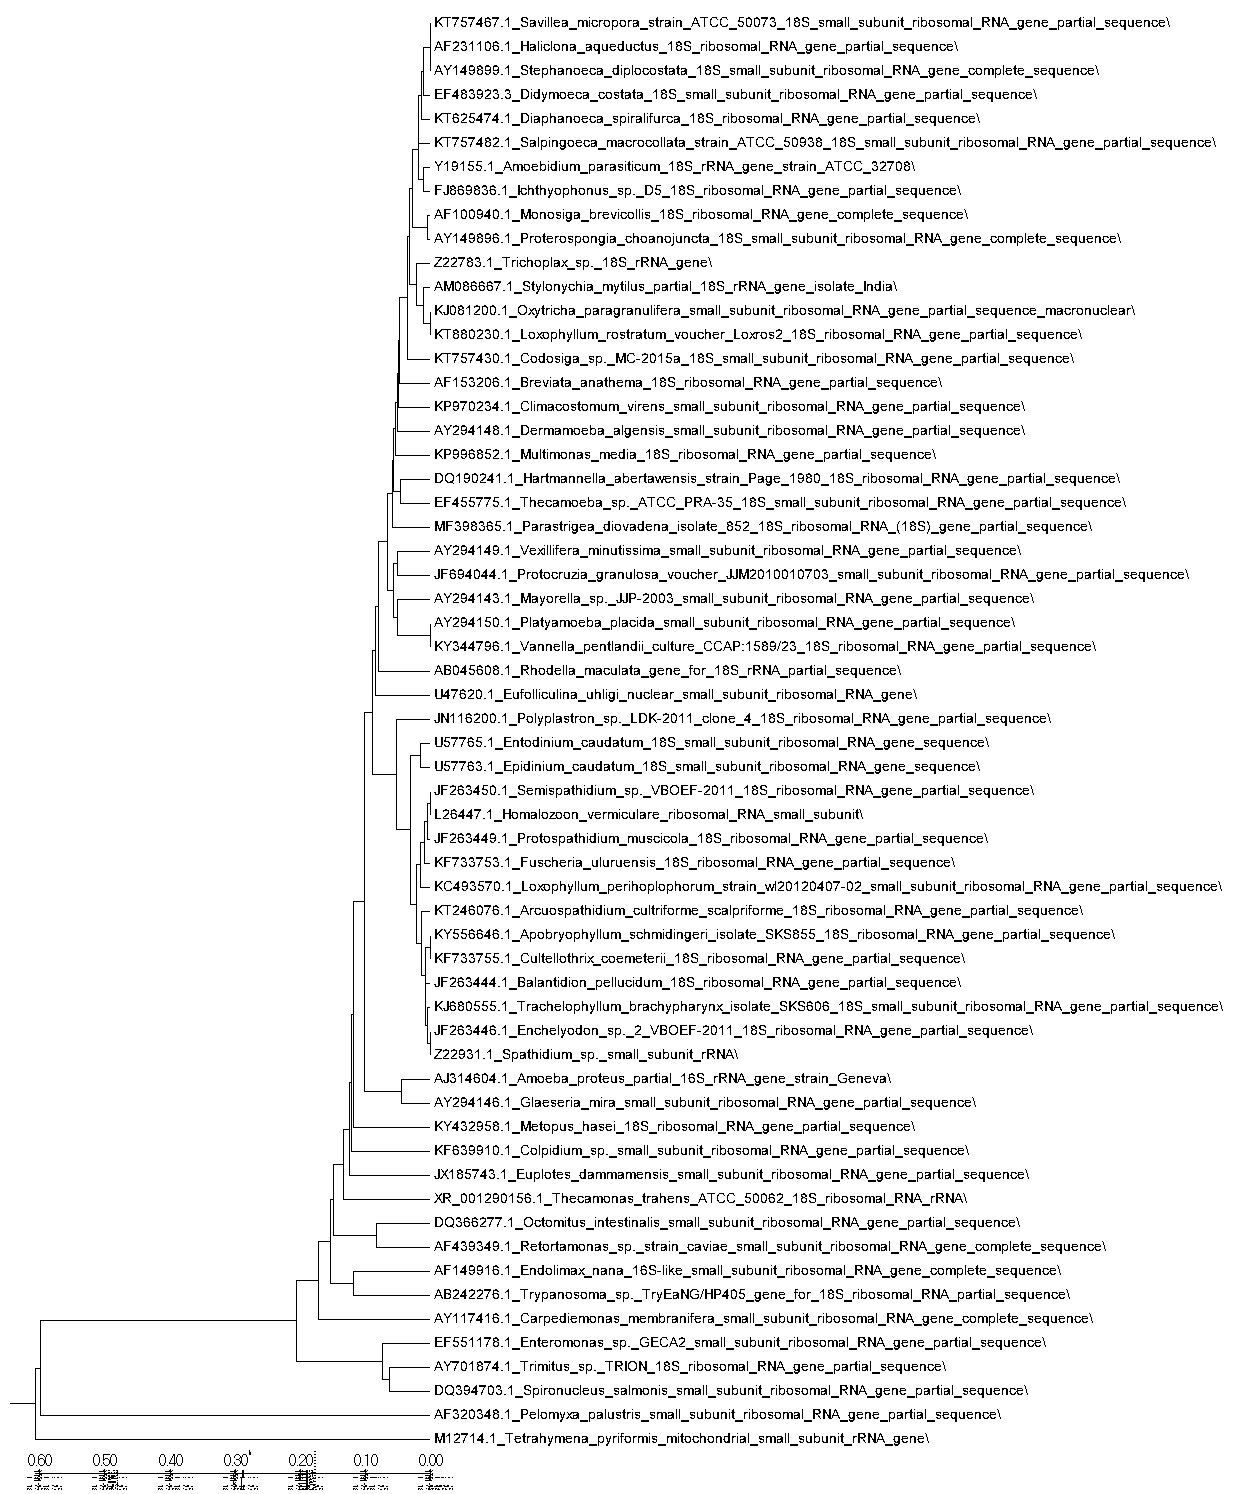 KT757467.1_Savillea_micropora_strain_ATCC_50073_18S_small_subunit_ribosomal_RNA_gene_partial_sequence\
AF231106.1_Haliclona_aqueductus_18S_ribosomal_RNA_gene_partial_sequence\
AY149899.1_Stephanoeca_diplocostata_18S_small_subunit_ribosomal_RNA_gene_complete_sequence\
EF483923.3_Didymoeca_costata_18S_small_subunit_ribosomal_RNA_gene_partial_sequence\
KT625474.1_Diaphanoeca_spiralifurca_18S_ribosomal_RNA_gene_partial_sequence\
KT757482.1_Salpingoeca_macrocollata_strain_ATCC_50938_18S_small_subunit_ribosomal_RNA_gene_partial_sequence\
Y19155.1_Amoebidium_parasiticum_18S_rRNA_gene_strain_ATCC_32708\
FJ869836.1_Ichthyophonus_sp._D5_18S_ribosomal_RNA_gene_partial_sequence\
AF100940.1_Monosiga_brevicollis_18S_ribosomal_RNA_gene_complete_sequence\
AY149896.1_Proterospongia_choanojuncta_18S_small_subunit_ribosomal_RNA_gene_complete_sequence\
Z22783.1_Trichoplax_sp._18S_rRNA_gene\
AM086667.1_Stylonychia_mytilus_partial_18S_rRNA_gene_isolate_India\
KJ081200.1_Oxytricha_paragranulifera_small_subunit_ribosomal_RNA_gene_partial_sequence_macronuclear\
KT880230.1_Loxophyllum_rostratum_voucher_Loxros2_18S_ribosomal_RNA_gene_partial_sequence\
KT757430.1_Codosiga_sp._MC-2015a_18S_small_subunit_ribosomal_RNA_gene_partial_sequence\
AF153206.1_Breviata_anathema_18S_ribosomal_RNA_gene_partial_sequence\
KP970234.1_Climacostomum_virens_small_subunit_ribosomal_RNA_gene_partial_sequence\
AY294148.1_Dermamoeba_algensis_small_subunit_ribosomal_RNA_gene_partial_sequence\
KP996852.1_Multimonas_media_18S_ribosomal_RNA_gene_partial_sequence\
DQ190241.1_Hartmannella_abertawensis_strain_Page_1980_18S_ribosomal_RNA_gene_partial_sequence\
EF455775.1_Thecamoeba_sp._ATCC_PRA-35_18S_small_subunit_ribosomal_RNA_gene_partial_sequence\
MF398365.1_Parastrigea_diovadena_isolate_852_18S_ribosomal_RNA_(18S)_gene_partial_sequence\
AY294149.1_Vexillifera_minutissima_small_subunit_ribosomal_RNA_gene_partial_sequence\
JF694044.1_Protocruzia_granulosa_voucher_JJM2010010703_small_subunit_ribosomal_RNA_gene_partial_sequence\
AY294143.1_Mayorella_sp._JJP-2003_small_subunit_ribosomal_RNA_gene_partial_sequence\
AY294150.1_Platyamoeba_placida_small_subunit_ribosomal_RNA_gene_partial_sequence\
KY344796.1_Vannella_pentlandii_culture_CCAP:1589/23_18S_ribosomal_RNA_gene_partial_sequence\
AB045608.1_Rhodella_maculata_gene_for_18S_rRNA_partial_sequence\
U47620.1_Eufolliculina_uhligi_nuclear_small_subunit_ribosomal_RNA_gene\
JN116200.1_Polyplastron_sp._LDK-2011_clone_4_18S_ribosomal_RNA_gene_partial_sequence\
U57765.1_Entodinium_caudatum_18S_small_subunit_ribosomal_RNA_gene_sequence\
U57763.1_Epidinium_caudatum_18S_small_subunit_ribosomal_RNA_gene_sequence\
JF263450.1_Semispathidium_sp._VBOEF-2011_18S_ribosomal_RNA_gene_partial_sequence\
L26447.1_Homalozoon_vermiculare_ribosomal_RNA_small_subunit\
JF263449.1_Protospathidium_muscicola_18S_ribosomal_RNA_gene_partial_sequence\
KF733753.1_Fuscheria_uluruensis_18S_ribosomal_RNA_gene_partial_sequence\
KC493570.1_Loxophyllum_perihoplophorum_strain_wl20120407-02_small_subunit_ribosomal_RNA_gene_partial_sequence\
KT246076.1_Arcuospathidium_cultriforme_scalpriforme_18S_ribosomal_RNA_gene_partial_sequence\
KY556646.1_Apobryophyllum_schmidingeri_isolate_SKS855_18S_ribosomal_RNA_gene_partial_sequence\
KF733755.1_Cultellothrix_coemeterii_18S_ribosomal_RNA_gene_partial_sequence\
JF263444.1_Balantidion_pellucidum_18S_ribosomal_RNA_gene_partial_sequence\
KJ680555.1_Trachelophyllum_brachypharynx_isolate_SKS606_18S_small_subunit_ribosomal_RNA_gene_partial_sequence\
JF263446.1_Enchelyodon_sp._2_VBOEF-2011_18S_ribosomal_RNA_gene_partial_sequence\
Z22931.1_Spathidium_sp._small_subunit_rRNA\
AJ314604.1_Amoeba_proteus_partial_16S_rRNA_gene_strain_Geneva\
AY294146.1_Glaeseria_mira_small_subunit_ribosomal_RNA_gene_partial_sequence\
KY432958.1_Metopus_hasei_18S_ribosomal_RNA_gene_partial_sequence\
KF639910.1_Colpidium_sp._small_subunit_ribosomal_RNA_gene_partial_sequence\
JX185743.1_Euplotes_dammamensis_small_subunit_ribosomal_RNA_gene_partial_sequence\
XR_001290156.1_Thecamonas_trahens_ATCC_50062_18S_ribosomal_RNA_rRNA\
DQ366277.1_Octomitus_intestinalis_small_subunit_ribosomal_RNA_gene_partial_sequence\
AF439349.1_Retortamonas_sp._strain_caviae_small_subunit_ribosomal_RNA_gene_complete_sequence\
AF149916.1_Endolimax_nana_16S-like_small_subunit_ribosomal_RNA_gene_complete_sequence\
AB242276.1_Trypanosoma_sp._TryEaNG/HP405_gene_for_18S_ribosomal_RNA_partial_sequence\
AY117416.1_Carpediemonas_membranifera_small_subunit_ribosomal_RNA_gene_complete_sequence\
EF551178.1_Enteromonas_sp._GECA2_small_subunit_ribosomal_RNA_gene_partial_sequence\
AY701874.1_Trimitus_sp._TRION_18S_ribosomal_RNA_gene_partial_sequence\
DQ394703.1_Spironucleus_salmonis_small_subunit_ribosomal_RNA_gene_partial_sequence\
AF320348.1_Pelomyxa_palustris_small_subunit_ribosomal_RNA_gene_partial_sequence\
M12714.1_Tetrahymena_pyriformis_mitochondrial_small_subunit_rRNA_gene\
0.60 0.50 0.40 0.30 0.20 0.10 0.00